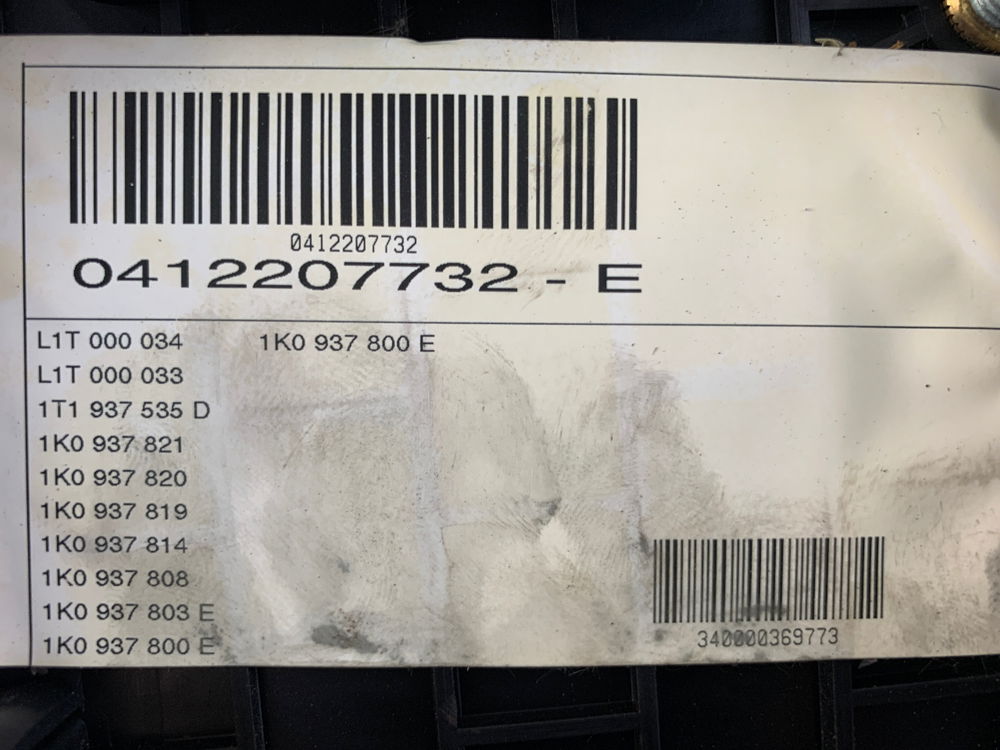 0412207732
0412207732 - E
L1T 000 034 1K0 937 800 E
L1T 000 033
1T1 937 535 D
1K0 937 821
1K0 937 820
1K0 937 819
1K0 937 814
1K0 937 808
1K0 937 803 E
1K0 937 800 E
340000369773